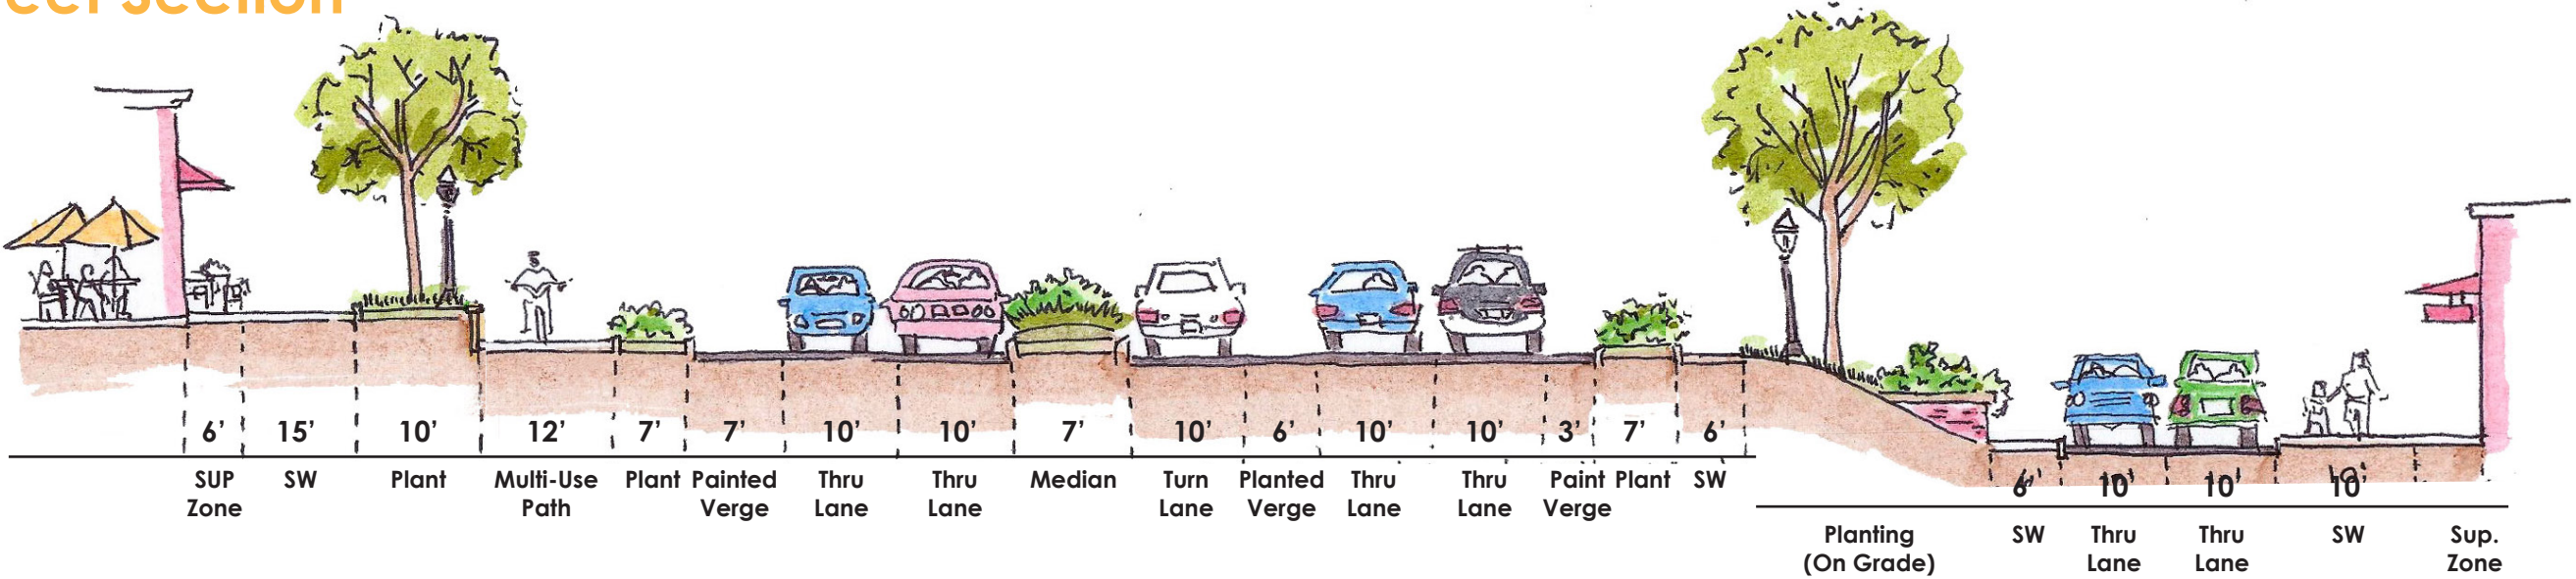 eet section
6’ 15’ 10’ 12’ 7’ 7’ 10’ 10’ 7’ 10’ 6’ 10’ 10’ 3’ 7’ 6’
SUP SW Plant Multi-Use Plant Painted Thru Thru Median Turn Planted Thru Thru Paint Plant SW
Zone Path Verge Lane Lane Lane Verge Lane Lane Verge
6’ 10’ 10’ 10’
Planting SW Thru Thru SW Sup.
(On Grade) Lane Lane Zone